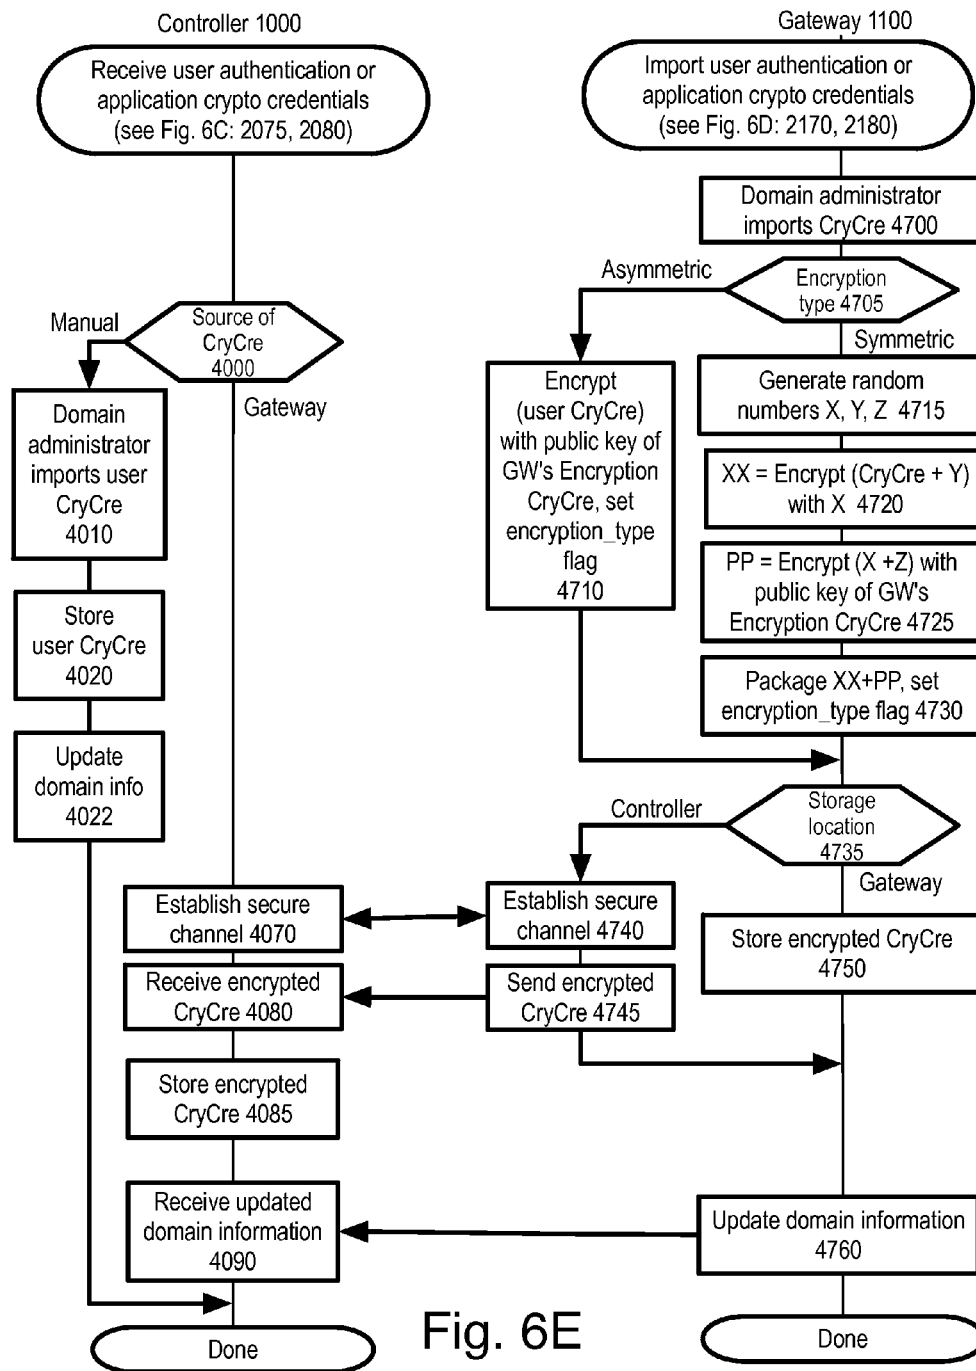 Controller 1000
Receive user authentication or
application crypto credentials
(see Fig. 6C: 2075, 2080)
Source of
CryCre
4000
Manual
Gateway
Domain
administrator
imports user
CryCre
4010
Store
user CryCre
4020
Update
domain info
4022
Establish secure
channel 4070
Receive encrypted
CryCre 4080
Store encrypted
CryCre 4085
Receive updated
domain information
4090
Done
Gateway 1100
Import user authentication or
application crypto credentials
(see Fig. 6D: 2170, 2180)
Domain administrator
imports CryCre 4700
Encryption
type 4705
Asymmetric
Symmetric
Encrypt
(user CryCre)
with public key of
GW's Encryption
CryCre, set
encryption_type
flag
4710
Generate random
numbers X, Y, Z 4715
XX = Encrypt (CryCre + Y)
with X 4720
PP = Encrypt (X +Z) with
public key of GW's
Encryption CryCre 4725
Package XX+PP, set
encryption_type flag 4730
Storage
location
4735
Controller
Gateway
Establish secure
channel 4740
Send encrypted
CryCre 4745
Store encrypted CryCre
4750
Update domain information
4760
Done
Fig. 6E